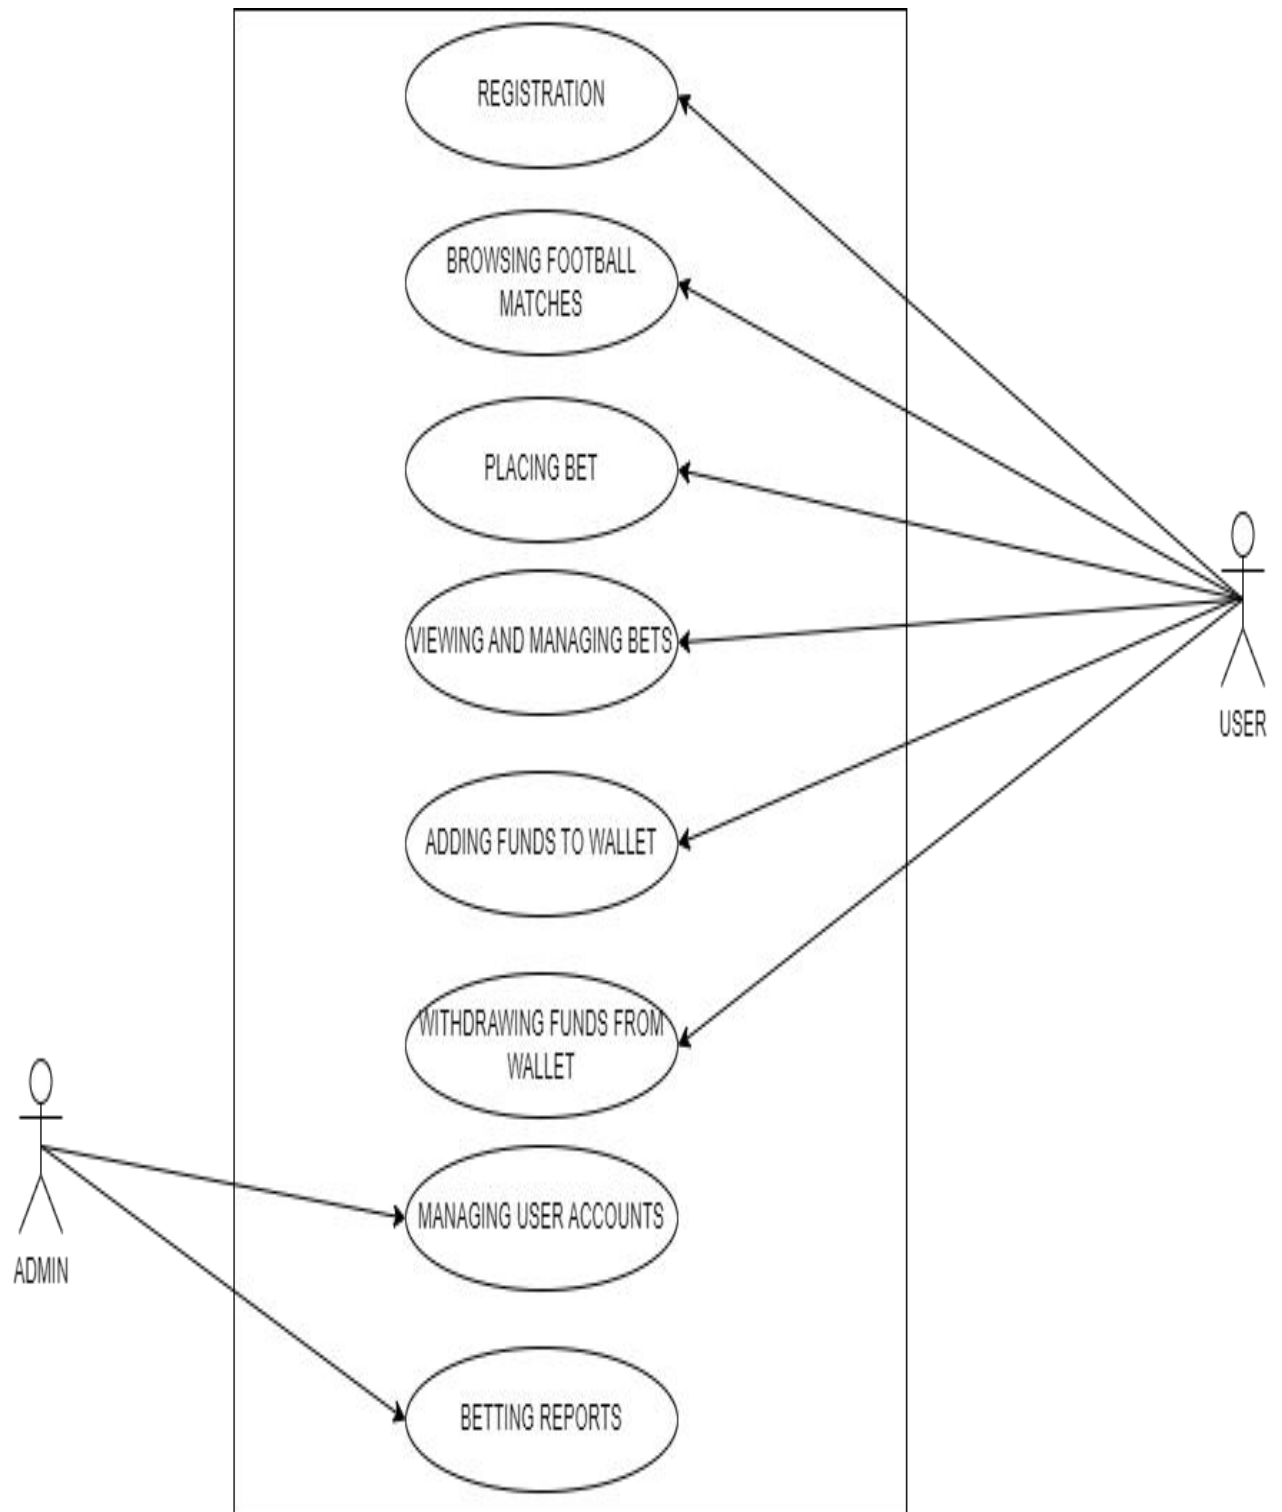 REGISTRATION
BROWSING FOOTBALL
MATCHES
PLACING BET
VIEWING AND MANAGING BETS
USER
ADDING FUNDS TO WALLET
WITHDRAWING FUNDS FROM
WALLET
MANAGING USER ACCOUNTS
ADMIN
BETTING REPORTS